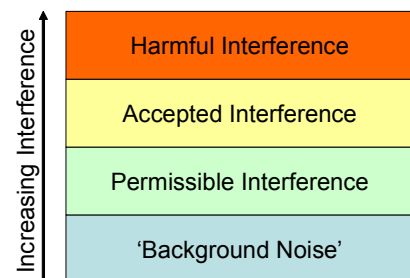 Increasing Interference
Harmful Interference
Accepted Interference
Permissible Interference
‘Background Noise’